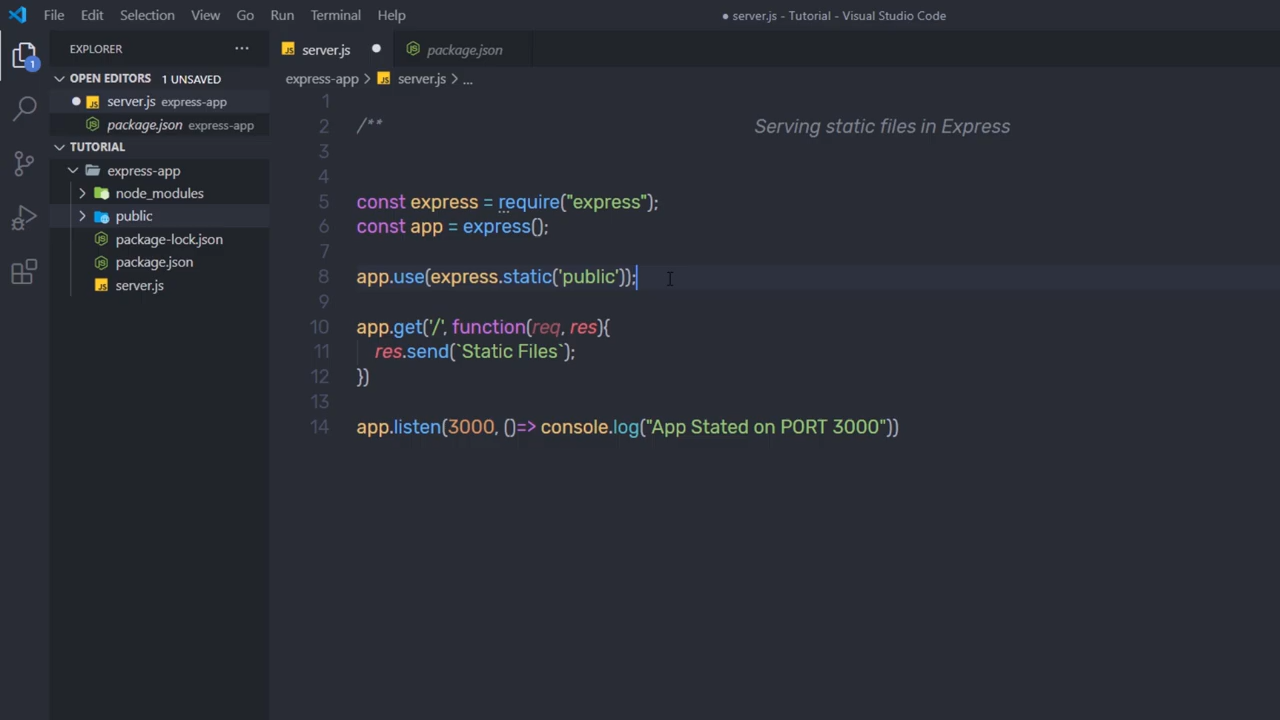 File Edit Selection View Go Run Terminal Help ● server.js - Tutorial - Visual Studio Code
EXPLORER ...
OPEN EDITORS 1 UNSAVED
● JS server.js express-app
package.json express-app
TUTORIAL
express-app
node_modules
public
package-lock.json
package.json
JS server.js
1
JS server.js ● package.json
express-app > JS server.js > ...
1
2 /** Serving static files in Express
3
4
5 const express = require("express");
6 const app = express();
7
8 app.use(express.static('public'));
9
10 app.get('/', function(req, res){
11 res.send(`Static Files`);
12 })
13
14 app.listen(3000, ()=> console.log("App Stated on PORT 3000"))